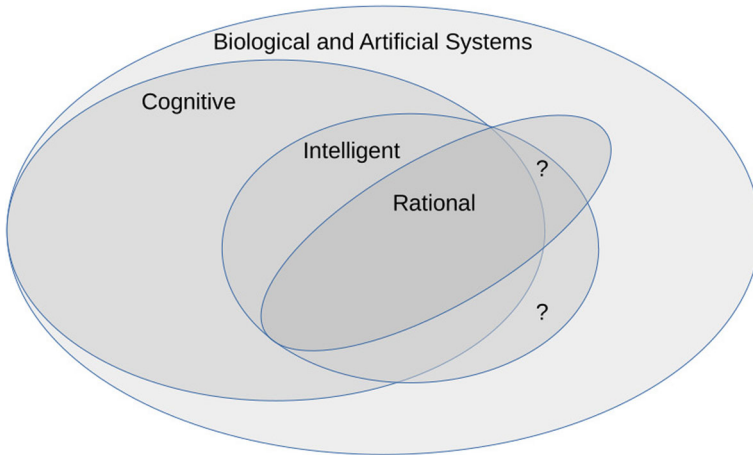 Biological and Artificial Systems
Cognitive
Intelligent
?
Rational
?